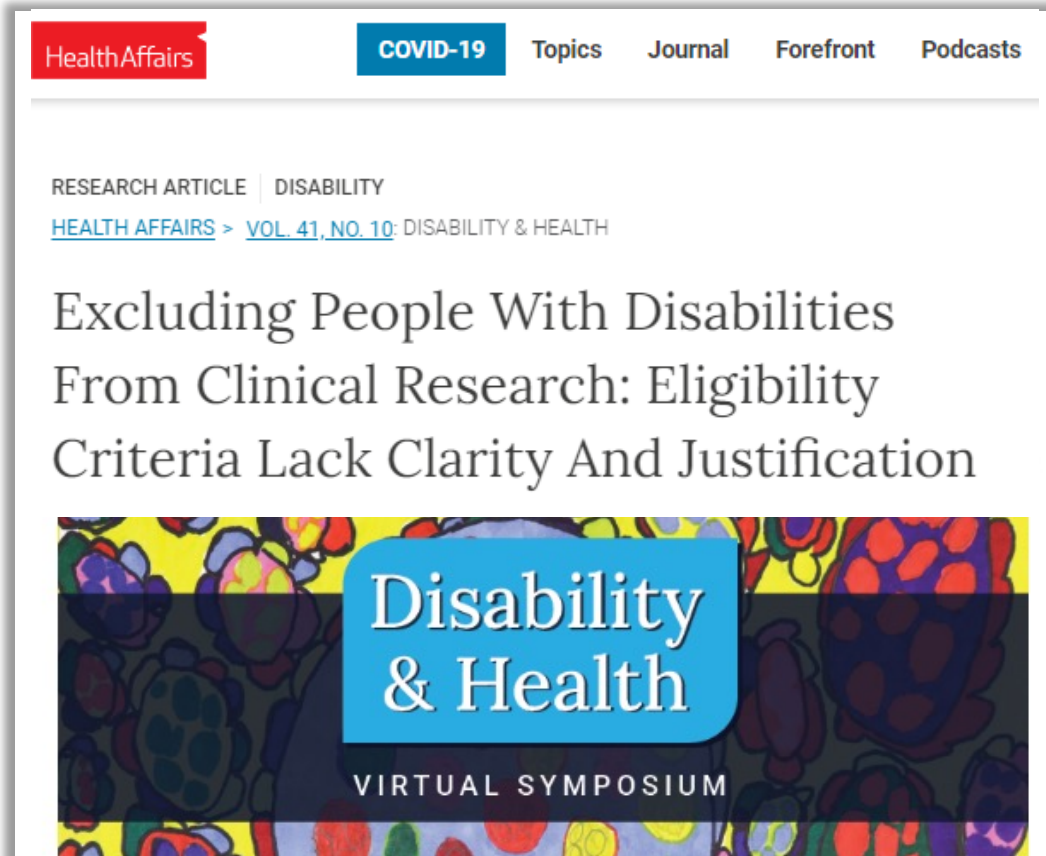 HealthAffairs
COVID-19 Topics Journal Forefront Podcasts
RESEARCH ARTICLE DISABILITY
HEALTH AFFAIRS > VOL. 41, NO. 10: DISABILITY & HEALTH
Excluding People With Disabilities
From Clinical Research: Eligibility
Criteria Lack Clarity And Justification
Disability
& Health
VIRTUAL SYMPOSIUM